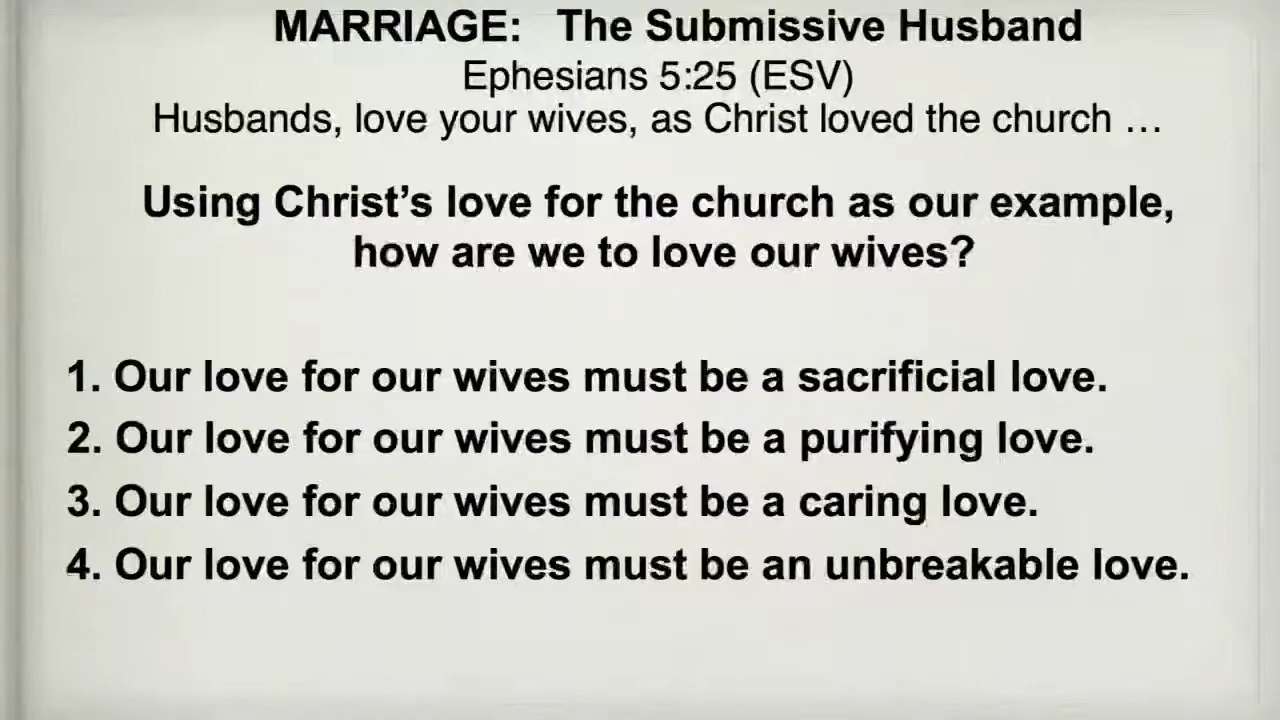 MARRIAGE: The Submissive Husband
Ephesians 5:25 (ESV)
Husbands, love your wives, as Christ loved the church …
Using Christ’s love for the church as our example,
how are we to love our wives?
1. Our love for our wives must be a sacrificial love.
2. Our love for our wives must be a purifying love.
3. Our love for our wives must be a caring love.
4. Our love for our wives must be an unbreakable love.